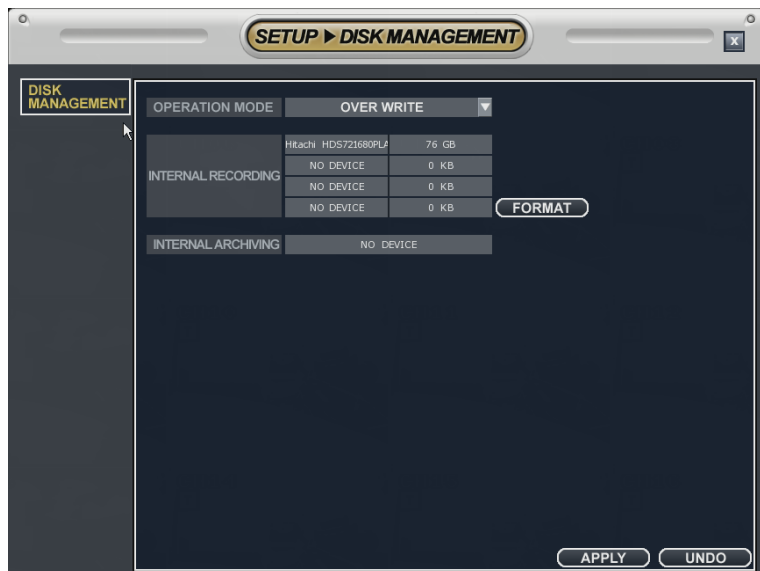 SETUP ▶ DISK MANAGEMENT
X
DISK
MANAGEMENT
OPERATION MODE OVER WRITE
INTERNAL RECORDING
Hitachi HDS721680PLA 76 GB
NO DEVICE 0 KB
NO DEVICE 0 KB
NO DEVICE 0 KB
FORMAT
INTERNAL ARCHIVING NO DEVICE
APPLY UNDO